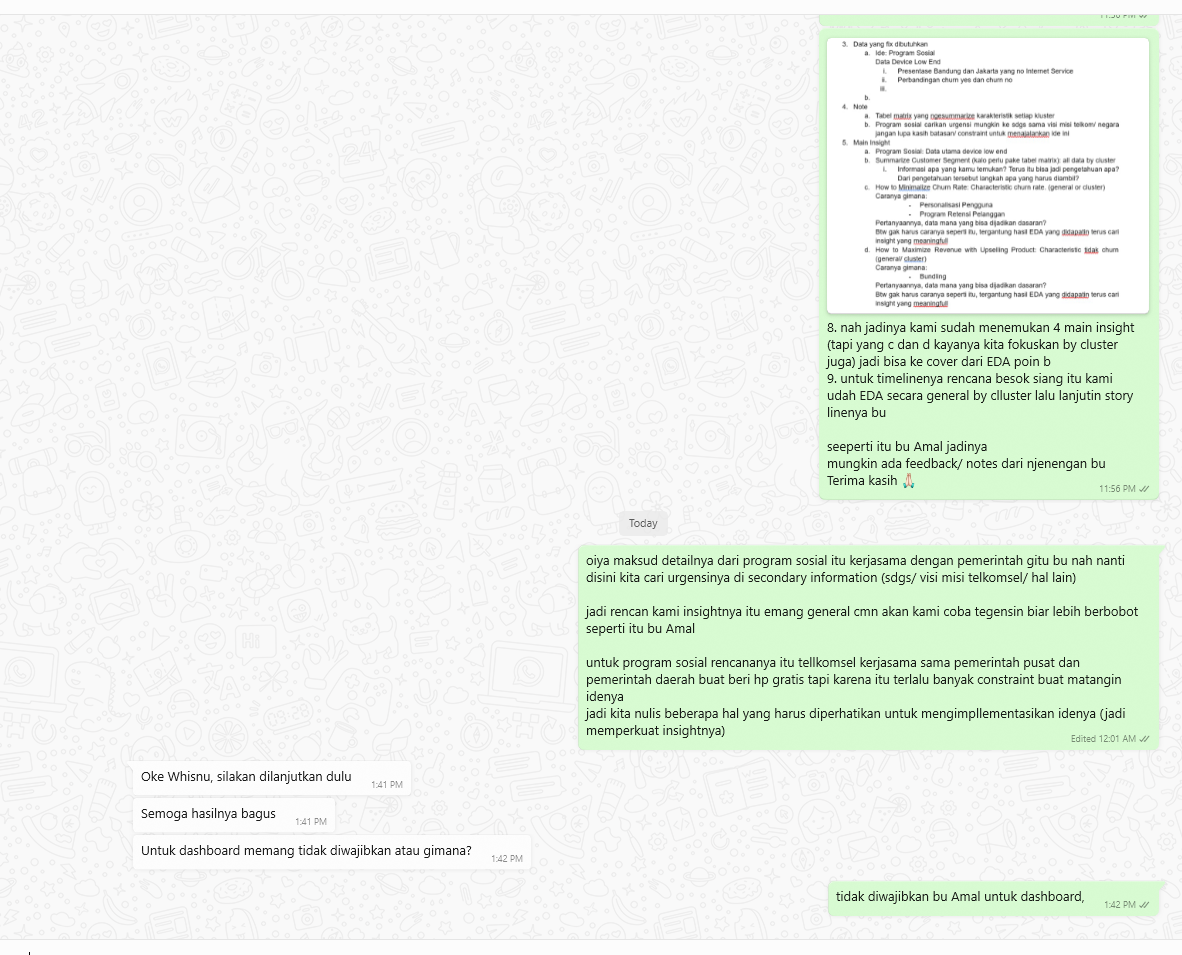 11:56 PM
3. Data yang fix dibutuhkan
a. Ide: Program Sosial
Data Device Low End
i. Presentase Bandung dan Jakarta yang no Internet Service
ii. Perbandingan churn yes dan churn no
iii.
b.
4. Note
a. Tabel matrix yang ngesummarize karakteristik setiap kluster
b. Program sosial carikan urgensi mungkin ke sdgs sama visi misi telkom/ negara
jangan lupa kasih batasan/ constraint untuk menajalankan ide ini
5. Main Insight
a. Program Sosial: Data utama device low end
b. Summarize Customer Segment (kalo perlu pake tabel matrix): all data by cluster
i. Informasi apa yang kamu temukan? Terus itu bisa jadi pengetahuan apa?
Dari pengetahuan tersebut langkah apa yang harus diambil?
c. How to Minimalize Churn Rate: Characteristic churn rate. (general or cluster)
Caranya gimana:
- Personalisasi Pengguna
- Program Retensi Pelanggan
Pertanyaannya, data mana yang bisa dijadikan dasaran?
Btw gak harus caranya seperti itu, tergantung hasil EDA yang didapatin terus cari
insight yang meaningfull
d. How to Maximize Revenue with Upselling Product: Characteristic tidak churn
(general/ cluster)
Caranya gimana:
- Bundling
Pertanyaannya, data mana yang bisa dijadikan dasaran?
Btw gak harus caranya seperti itu, tergantung hasil EDA yang didapatin terus cari
insight yang meaningfull
8. nah jadinya kami sudah menemukan 4 main insight
(tapi yang c dan d kayanya kita fokuskan by cluster
juga) jadi bisa ke cover dari EDA poin b
9. untuk timelinenya rencana besok siang itu kami
udah EDA secara general by clluster lalu lanjutin story
linenya bu
seeperti itu bu Amal jadinya
mungkin ada feedback/ notes dari njenengan bu
Terima kasih 🙏🏻
11:56 PM
Today
oiya maksud detailnya dari program sosial itu kerjasama dengan pemerintah gitu bu nah nanti
disini kita cari urgensinya di secondary information (sdgs/ visi misi telkomsel/ hal lain)
jadi rencan kami insightnya itu emang general cmn akan kami coba tegensin biar lebih berbobot
seperti itu bu Amal
untuk program sosial rencananya itu tellkomsel kerjasama sama pemerintah pusat dan
pemerintah daerah buat beri hp gratis tapi karena itu terlalu banyak constraint buat matangin
idenya
jadi kita nulis beberapa hal yang harus diperhatikan untuk mengimpllementasikan idenya (jadi
memperkuat insightnya)
Edited 12:01 AM
Oke Whisnu, silakan dilanjutkan dulu 1:41 PM
Semoga hasilnya bagus 1:41 PM
Untuk dashboard memang tidak diwajibkan atau gimana? 1:42 PM
tidak diwajibkan bu Amal untuk dashboard, 1:42 PM